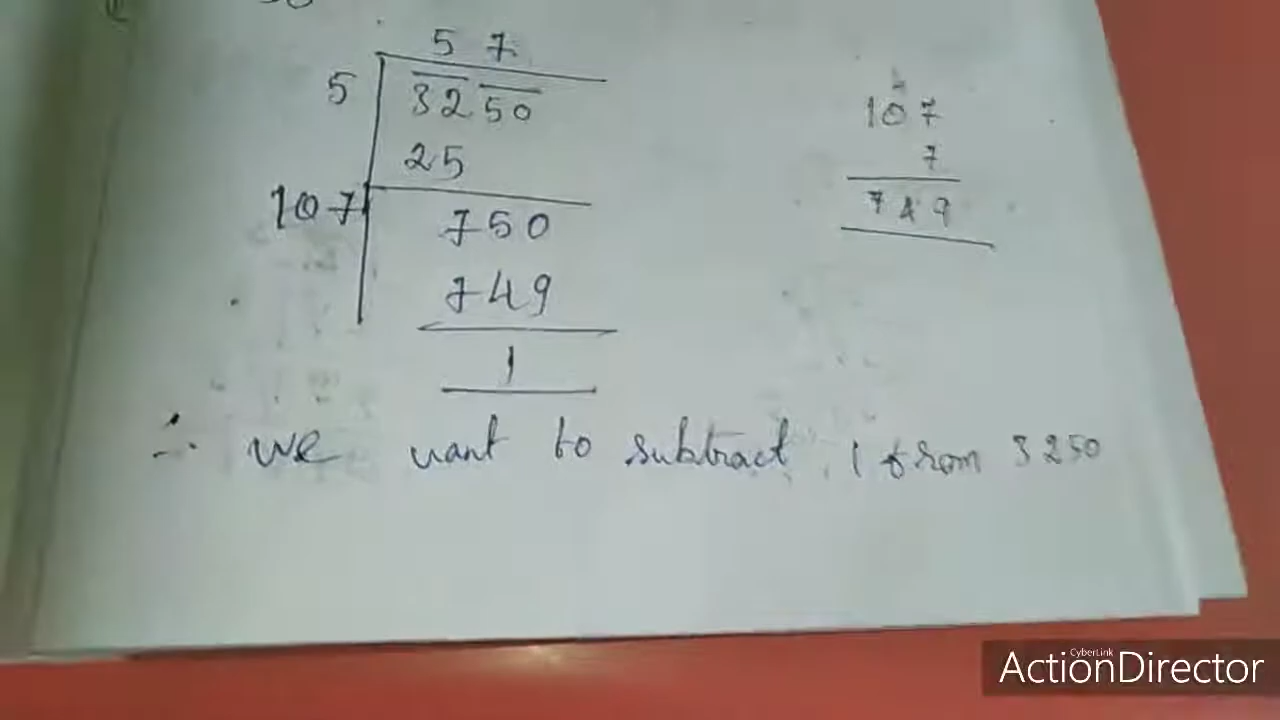 5 7
5 32 50
25
107 750
749
1
107
7
749
∴ we want to subtract 1 from 3250
CyberLink
ActionDirector